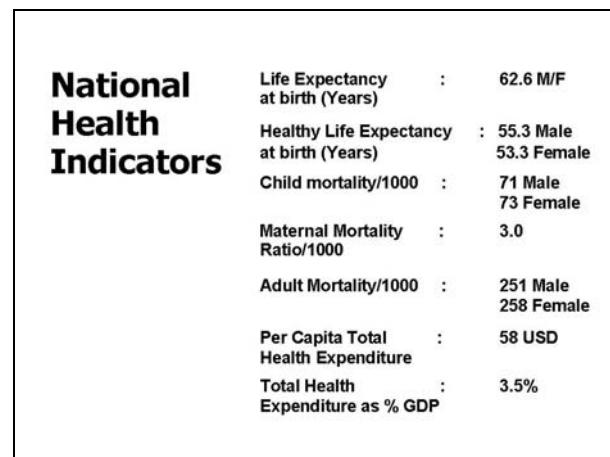 National
Health
Indicators
Life Expectancy : 62.6 M/F
at birth (Years)
Healthy Life Expectancy : 55.3 Male
at birth (Years) 53.3 Female
Child mortality/1000 : 71 Male
73 Female
Maternal Mortality : 3.0
Ratio/1000
Adult Mortality/1000 : 251 Male
258 Female
Per Capita Total : 58 USD
Health Expenditure
Total Health : 3.5%
Expenditure as % GDP